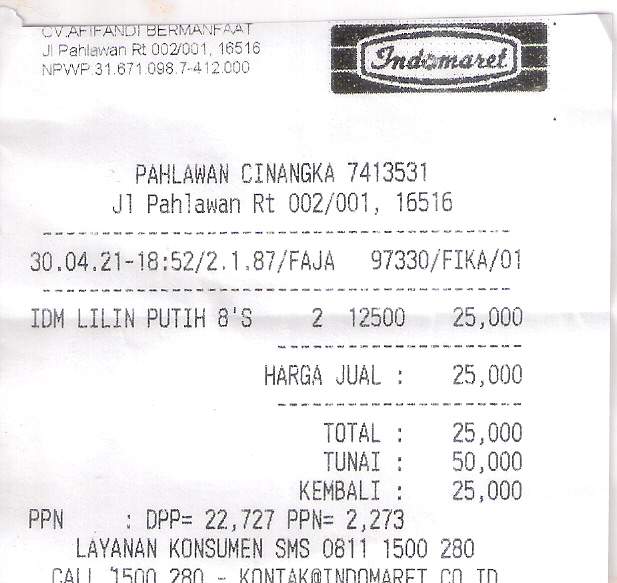 CV.AFIFANDI BERMANFAAT
Jl Pahlawan Rt 002/001, 16516
NPWP.31.671.098.7-412.000
Indomaret
PAHLAWAN CINANGKA 7413531
Jl Pahlawan Rt 002/001, 16516
30.04.21-18:52/2.1.87/FAJA 97330/FIKA/01
IDM LILIN PUTIH 8'S 2 12500 25,000
HARGA JUAL : 25,000
TOTAL : 25,000
TUNAI : 50,000
KEMBALI : 25,000
PPN : DPP= 22,727 PPN= 2,273
LAYANAN KONSUMEN SMS 0811 1500 280
CALL 1500 280 - KONTAK@INDOMARET.CO.ID